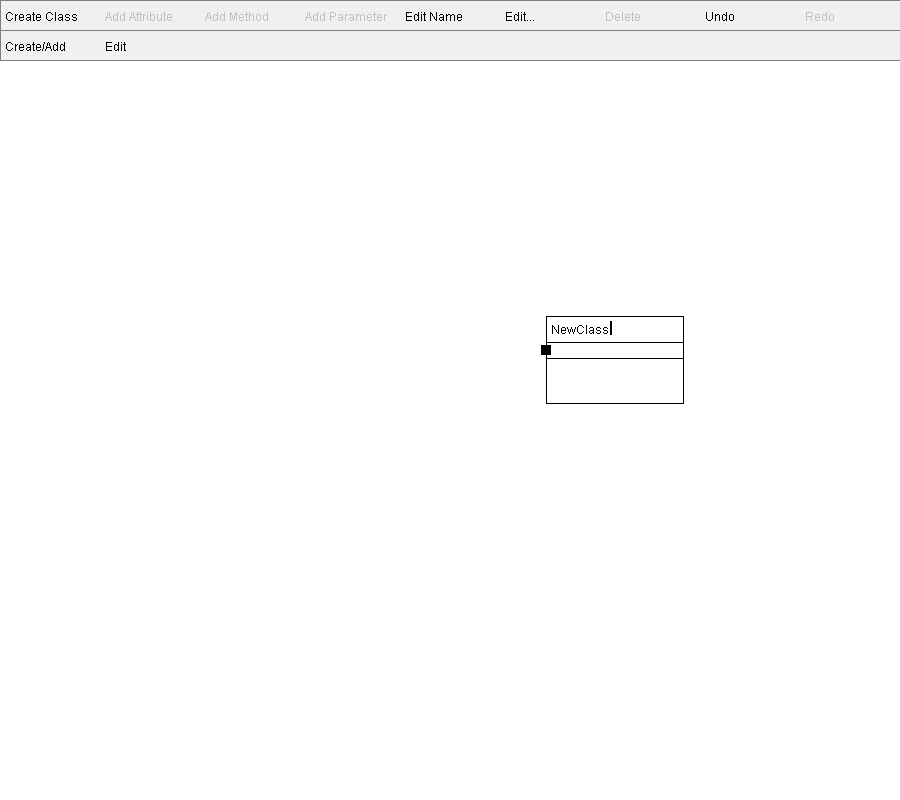 Create Class Add Attribute Add Method Add Parameter Edit Name Edit... Delete Undo Redo
Create/Add Edit
NewClass